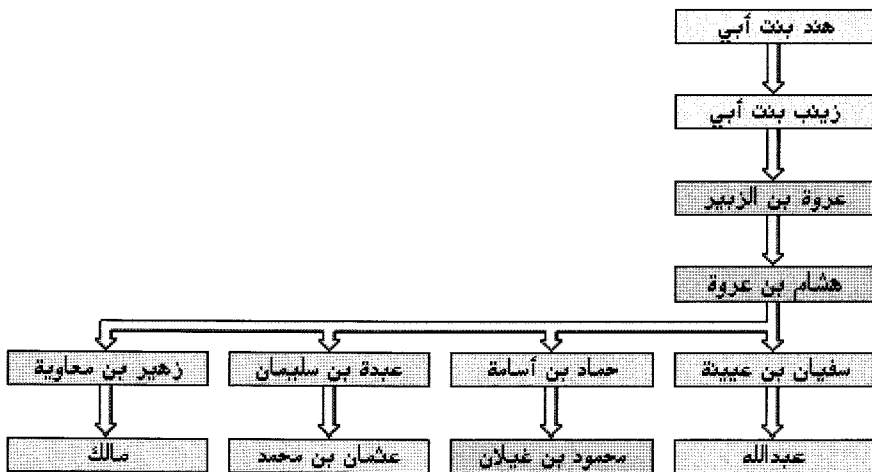 هند بنت أبي
زينب بنت أبي
عروة بن الزبير
هشام بن عروة
سفيان بن عيينة
حماد بن أسامة
عبدة بن سليمان
زهير بن معاوية
عبدالله
محمود بن غيلان
عثمان بن محمد
مالك